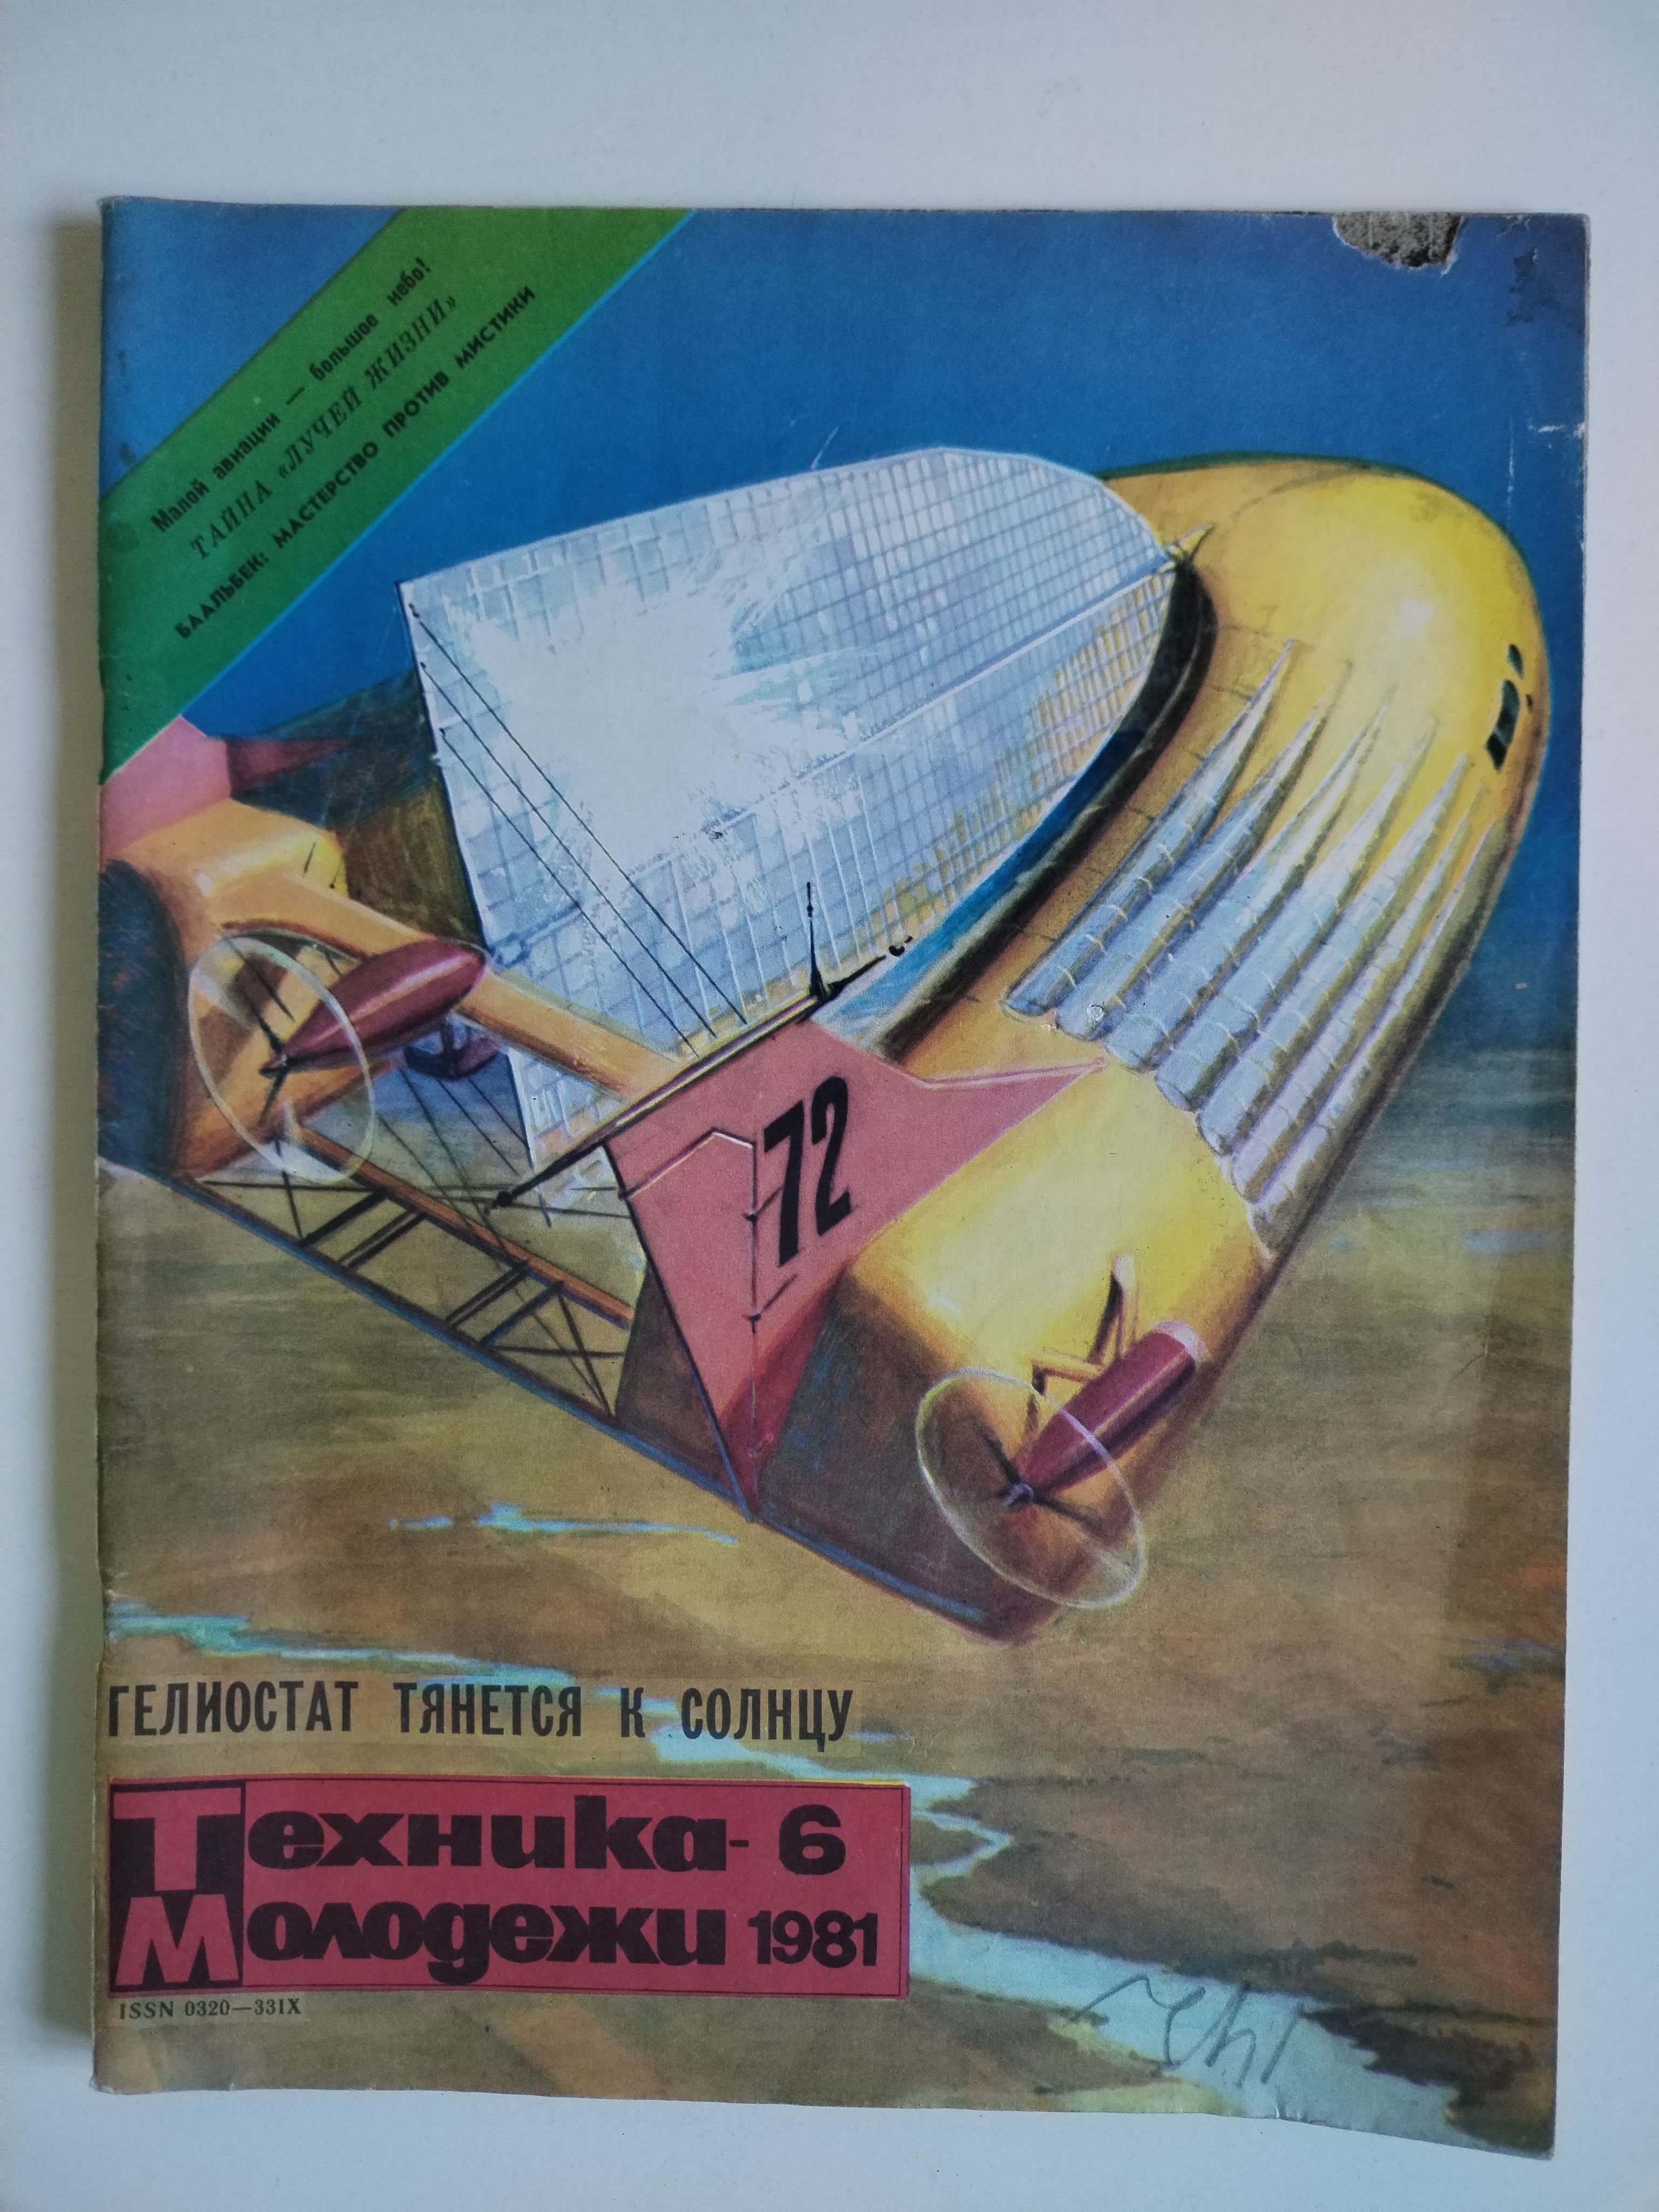 Малой авиации — большое небо!
ТАЙНА «ЛУЧЕЙ ЖИЗНИ»
БААЛЬБЕК: МАСТЕРСТВО ПРОТИВ МИСТИКИ
72
ГЕЛИОСТАТ ТЯНЕТСЯ К СОЛНЦУ
Техника- 6
Молодежи 1981
ISSN 0320—331X